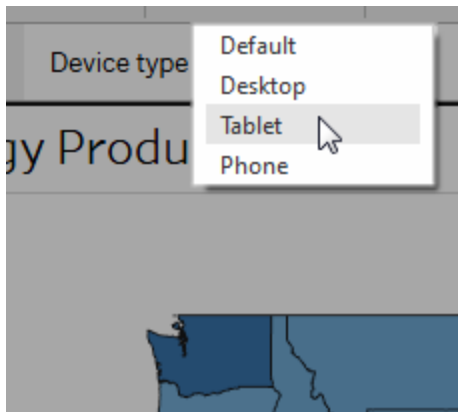 Default
Device type
Desktop
Tablet
gy Produ
Phone